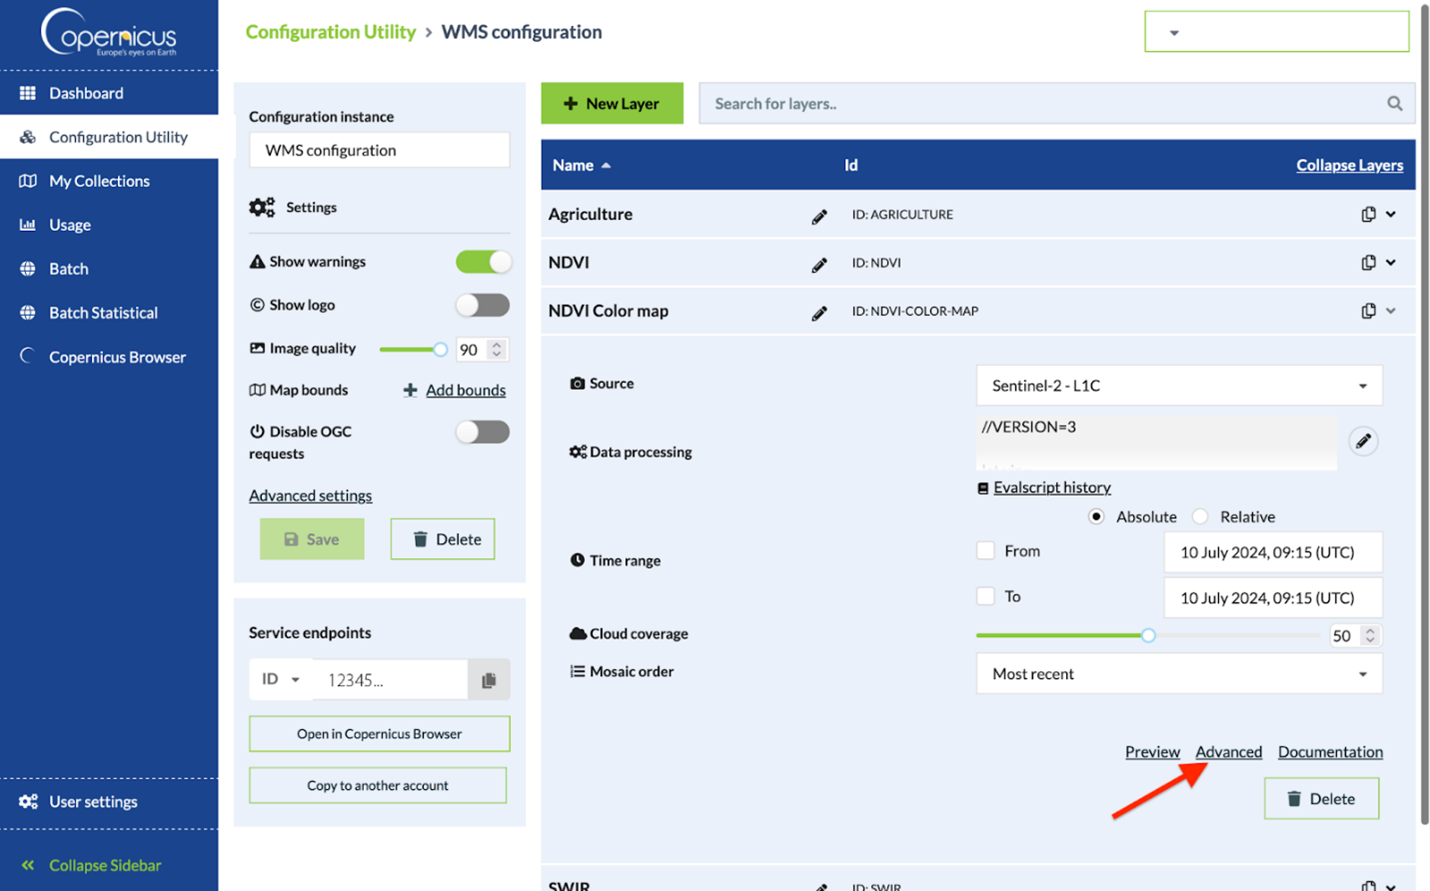 Copernicus
Europe's eyes on Earth
Dashboard
Configuration Utility
My Collections
Usage
Batch
Batch Statistical
Copernicus Browser
User settings
Collapse Sidebar
Configuration Utility > WMS configuration
Configuration instance
WMS configuration
Settings
Show warnings
Show logo
Image quality 90
Map bounds + Add bounds
Disable OGC
requests
Advanced settings
Save Delete
Service endpoints
ID 12345...
Open in Copernicus Browser
Copy to another account
+ New Layer Search for layers..
Name Id Collapse Layers
Agriculture ID: AGRICULTURE
NDVI ID: NDVI
NDVI Color map ID: NDVI-COLOR-MAP
Source Sentinel-2 - L1C
//VERSION=3
Data processing
Evalscript history
Absolute Relative
From 10 July 2024, 09:15 (UTC)
Time range
To 10 July 2024, 09:15 (UTC)
Cloud coverage 50
Mosaic order Most recent
Preview Advanced Documentation
Delete
SWIR ID: SWIR